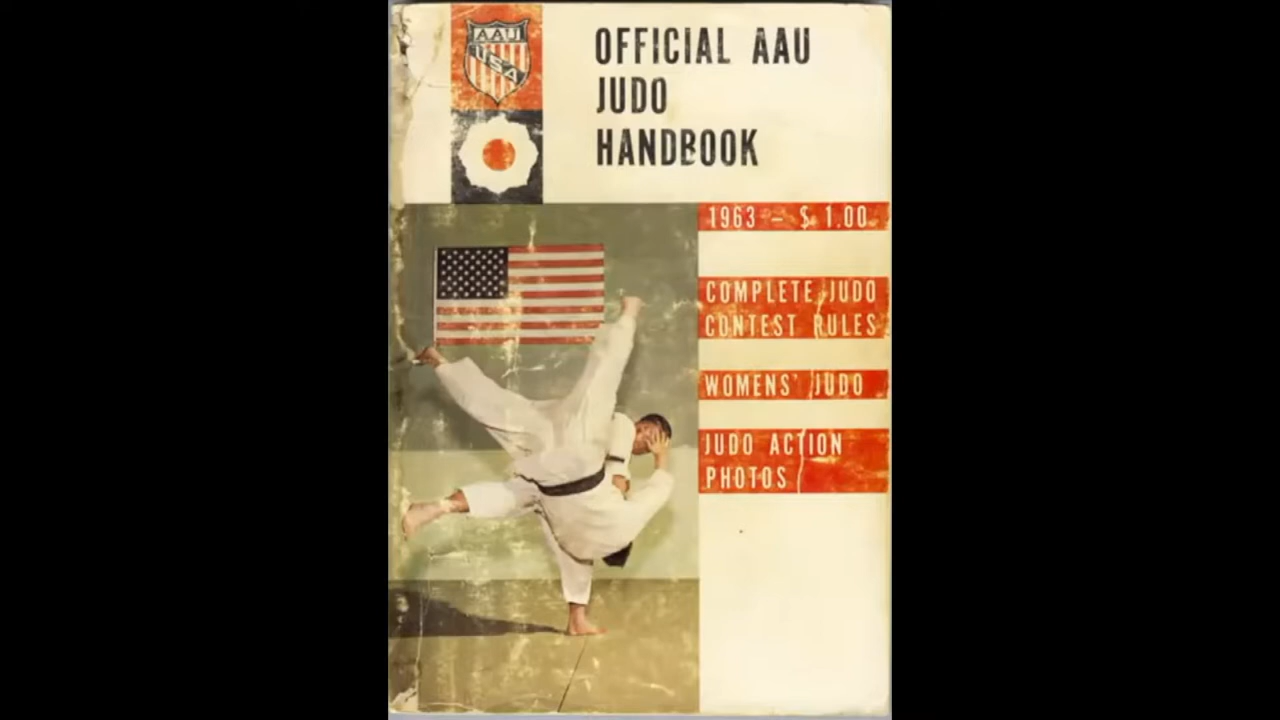 AAU
USA
OFFICIAL AAU
JUDO
HANDBOOK
1963 - $ 1.00
COMPLETE JUDO
CONTEST RULES
WOMENS' JUDO
JUDO ACTION
PHOTOS